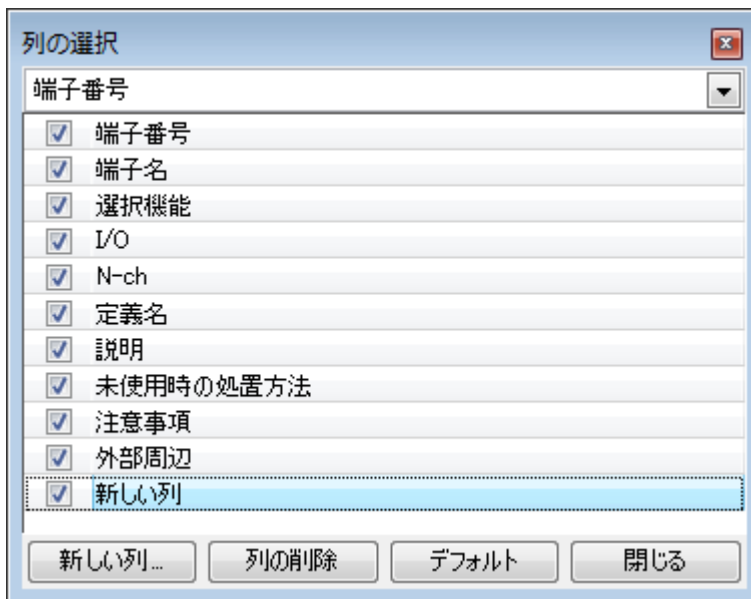 列の選択
端子番号
端子番号
端子名
選択機能
I/O
N-ch
定義名
説明
未使用時の処置方法
注意事項
外部周辺
新しい列
新しい列... 列の削除 デフォルト 閉じる